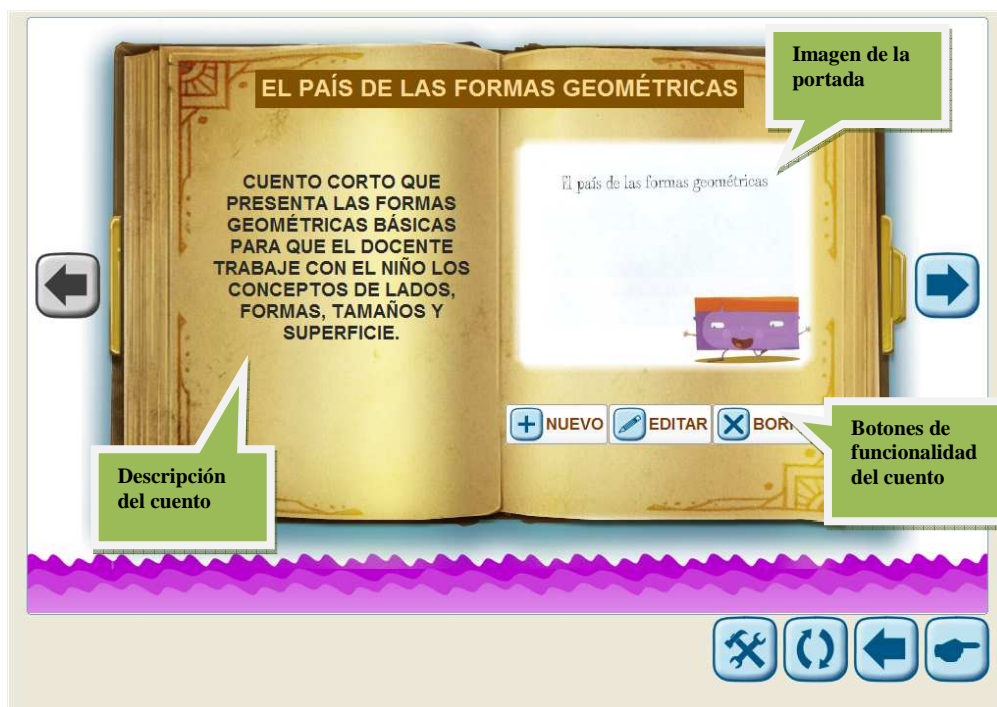 EL PAÍS DE LAS FORMAS GEOMÉTRICAS
Imagen de la
portada
CUENTO CORTO QUE
PRESENTA LAS FORMAS
GEOMÉTRICAS BÁSICAS
PARA QUE EL DOCENTE
TRABAJE CON EL NIÑO LOS
CONCEPTOS DE LADOS,
FORMAS, TAMAÑOS Y
SUPERFICIE.
El país de las formas geométricas
NUEVO EDITAR
Descripción
del cuento
Botones de
funcionalidad
del cuento